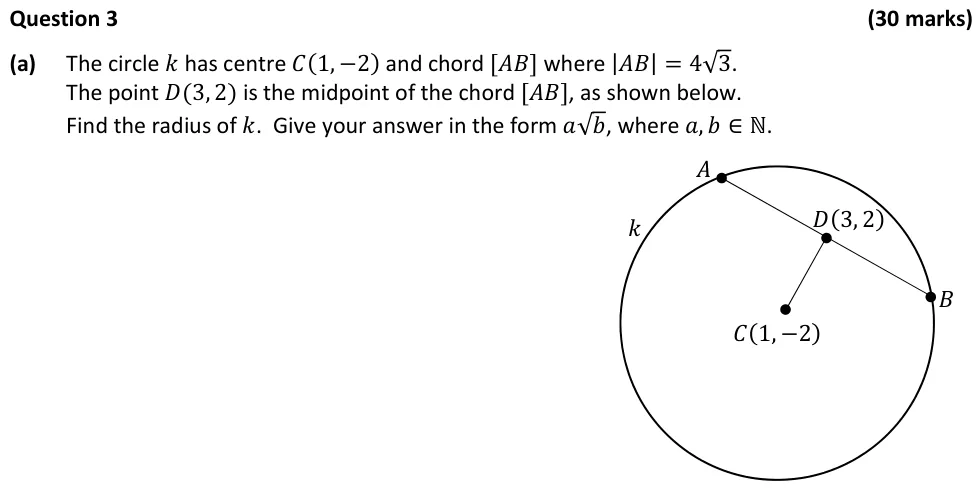 Question 3 (30 marks)
(a) The circle k has centre C(1, −2) and chord [AB] where |AB| = 4√3.
The point D(3, 2) is the midpoint of the chord [AB], as shown below.
Find the radius of k. Give your answer in the form a√b, where a, b ∈ ℕ.
A
D(3, 2)
k
B
C(1, −2)